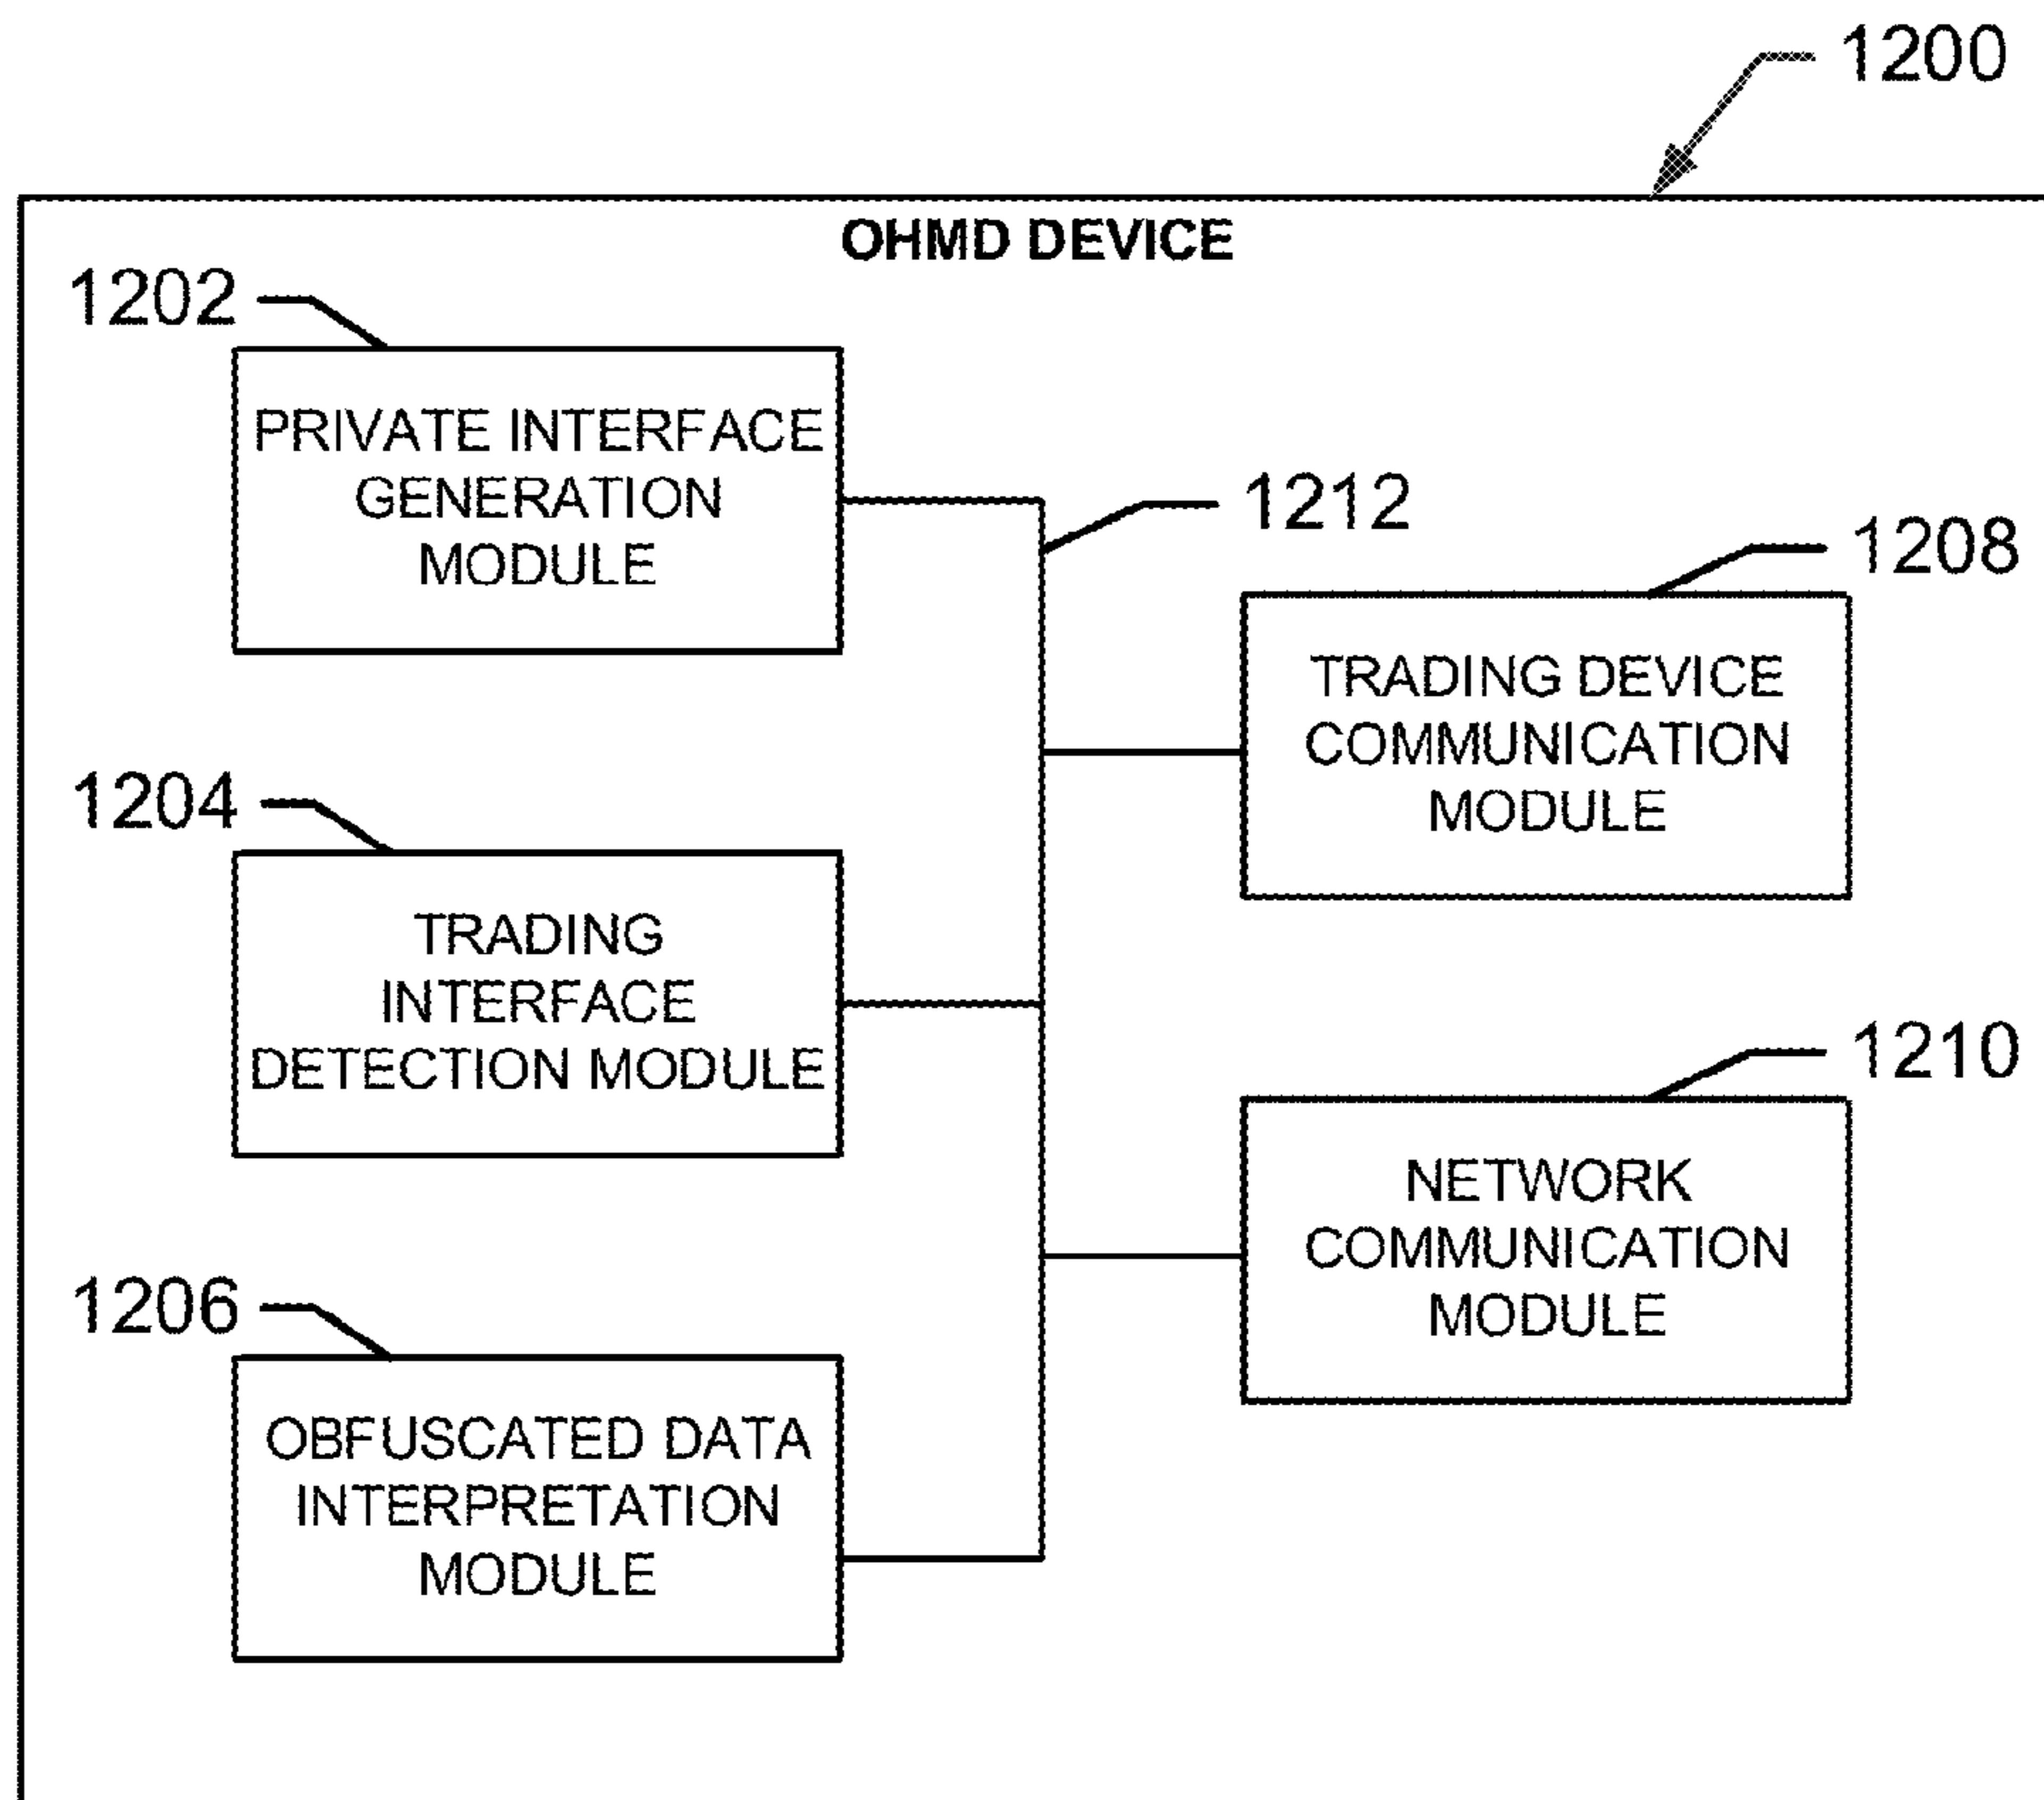 1200
OHMD DEVICE
1202
PRIVATE INTERFACE
GENERATION
MODULE
1212
1208
TRADING DEVICE
COMMUNICATION
MODULE
1204
TRADING
INTERFACE
DETECTION MODULE
1210
NETWORK
COMMUNICATION
MODULE
1206
OBFUSCATED DATA
INTERPRETATION
MODULE